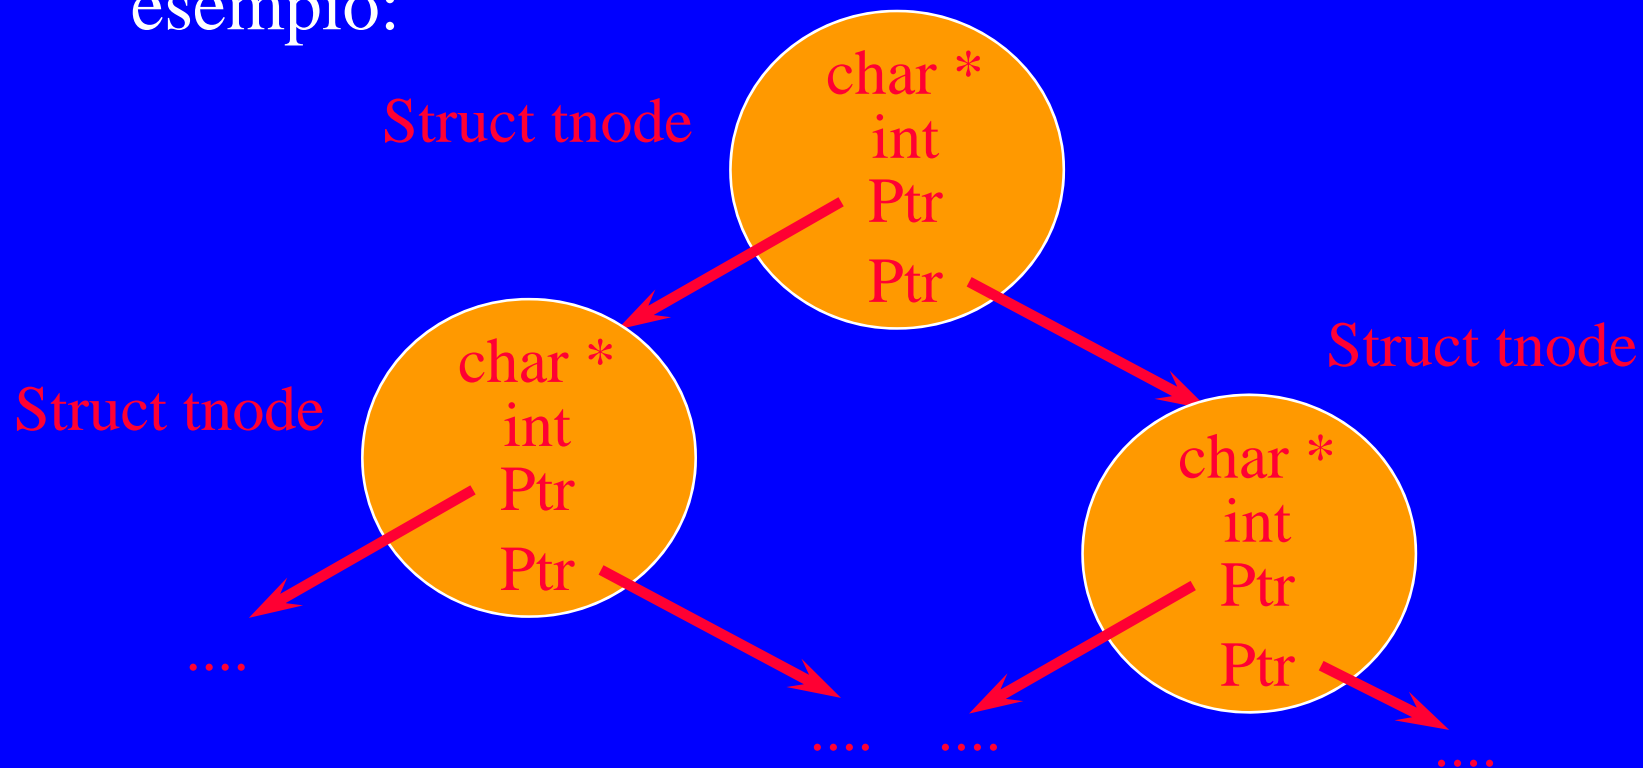 esempio:
Struct tnode
char *
int
Ptr
Ptr
Struct tnode
char *
int
Ptr
Ptr
Struct tnode
char *
int
Ptr
Ptr
....
....
....
....